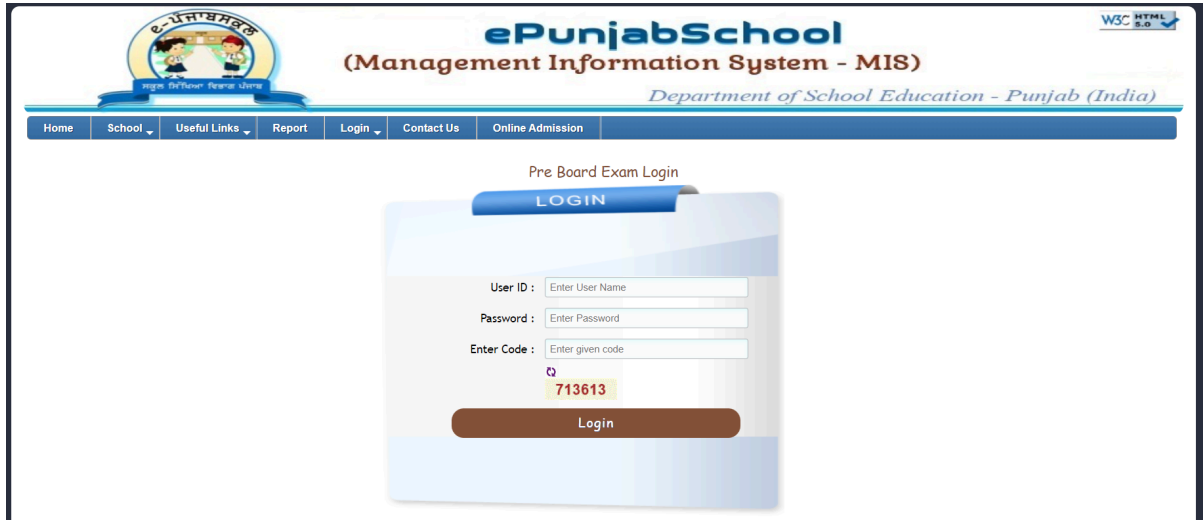 ਈ-ਪੰਜਾਬਸਕੂਲ
ਸਕੂਲ ਸਿੱਖਿਆ ਵਿਭਾਗ ਪੰਜਾਬ
ePunjabSchool
(Management Information System - MIS)
Department of School Education - Punjab (India)
W3C HTML 5.0
Home School Useful Links Report Login Contact Us Online Admission
Pre Board Exam Login
LOGIN
User ID : Enter User Name
Password : Enter Password
Enter Code : Enter given code
713613
Login